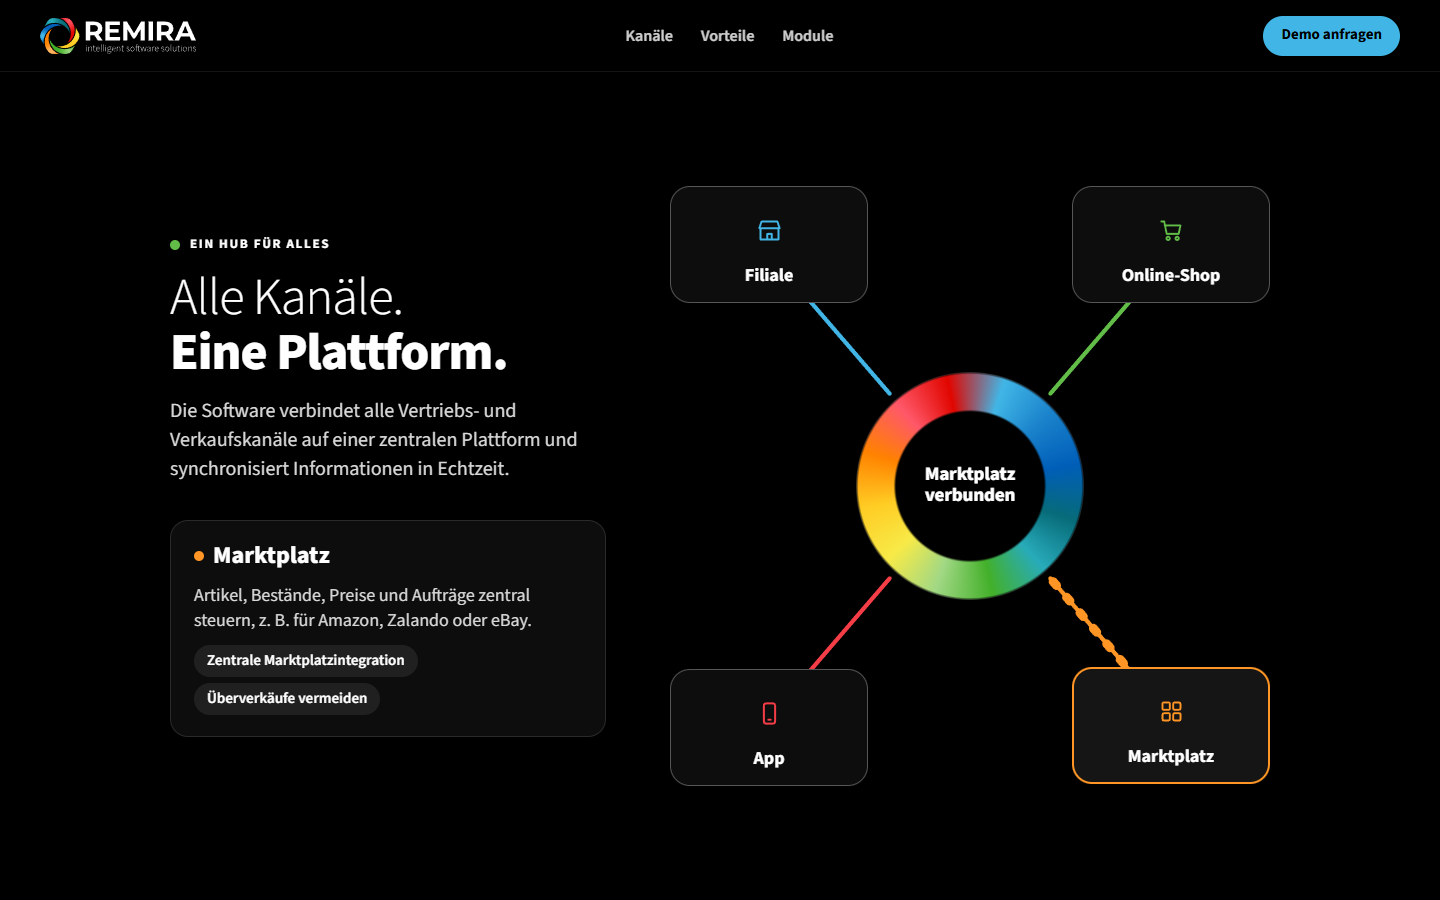 REMIRA
intelligent software solutions
Kanäle
Vorteile
Module
Demo anfragen
EIN HUB FÜR ALLES
Alle Kanäle.
Eine Plattform.
Die Software verbindet alle Vertriebs- und
Verkaufskanäle auf einer zentralen Plattform und
synchronisiert Informationen in Echtzeit.
Marktplatz
Artikel, Bestände, Preise und Aufträge zentral
steuern, z. B. für Amazon, Zalando oder eBay.
Zentrale Marktplatzintegration
Überverkäufe vermeiden
Filiale
Online-Shop
Marktplatz
verbunden
App
Marktplatz